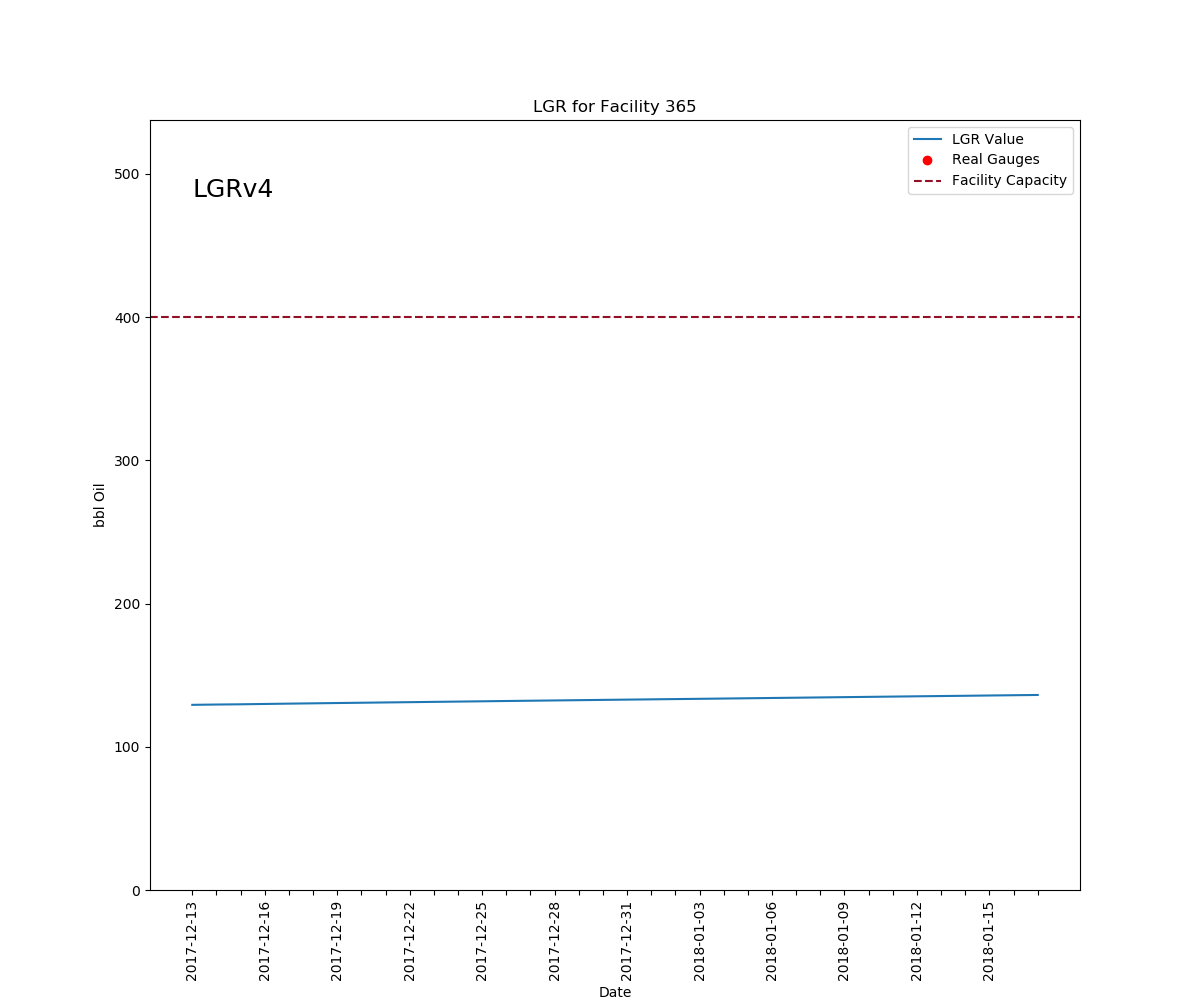 LGR for Facility 365
LGR Value
Real Gauges
Facility Capacity
LGRv4
500
400
300
200
100
0
bbl Oil
2017-12-13
2017-12-16
2017-12-19
2017-12-22
2017-12-25
2017-12-28
2017-12-31
2018-01-03
2018-01-06
2018-01-09
2018-01-12
2018-01-15
Date